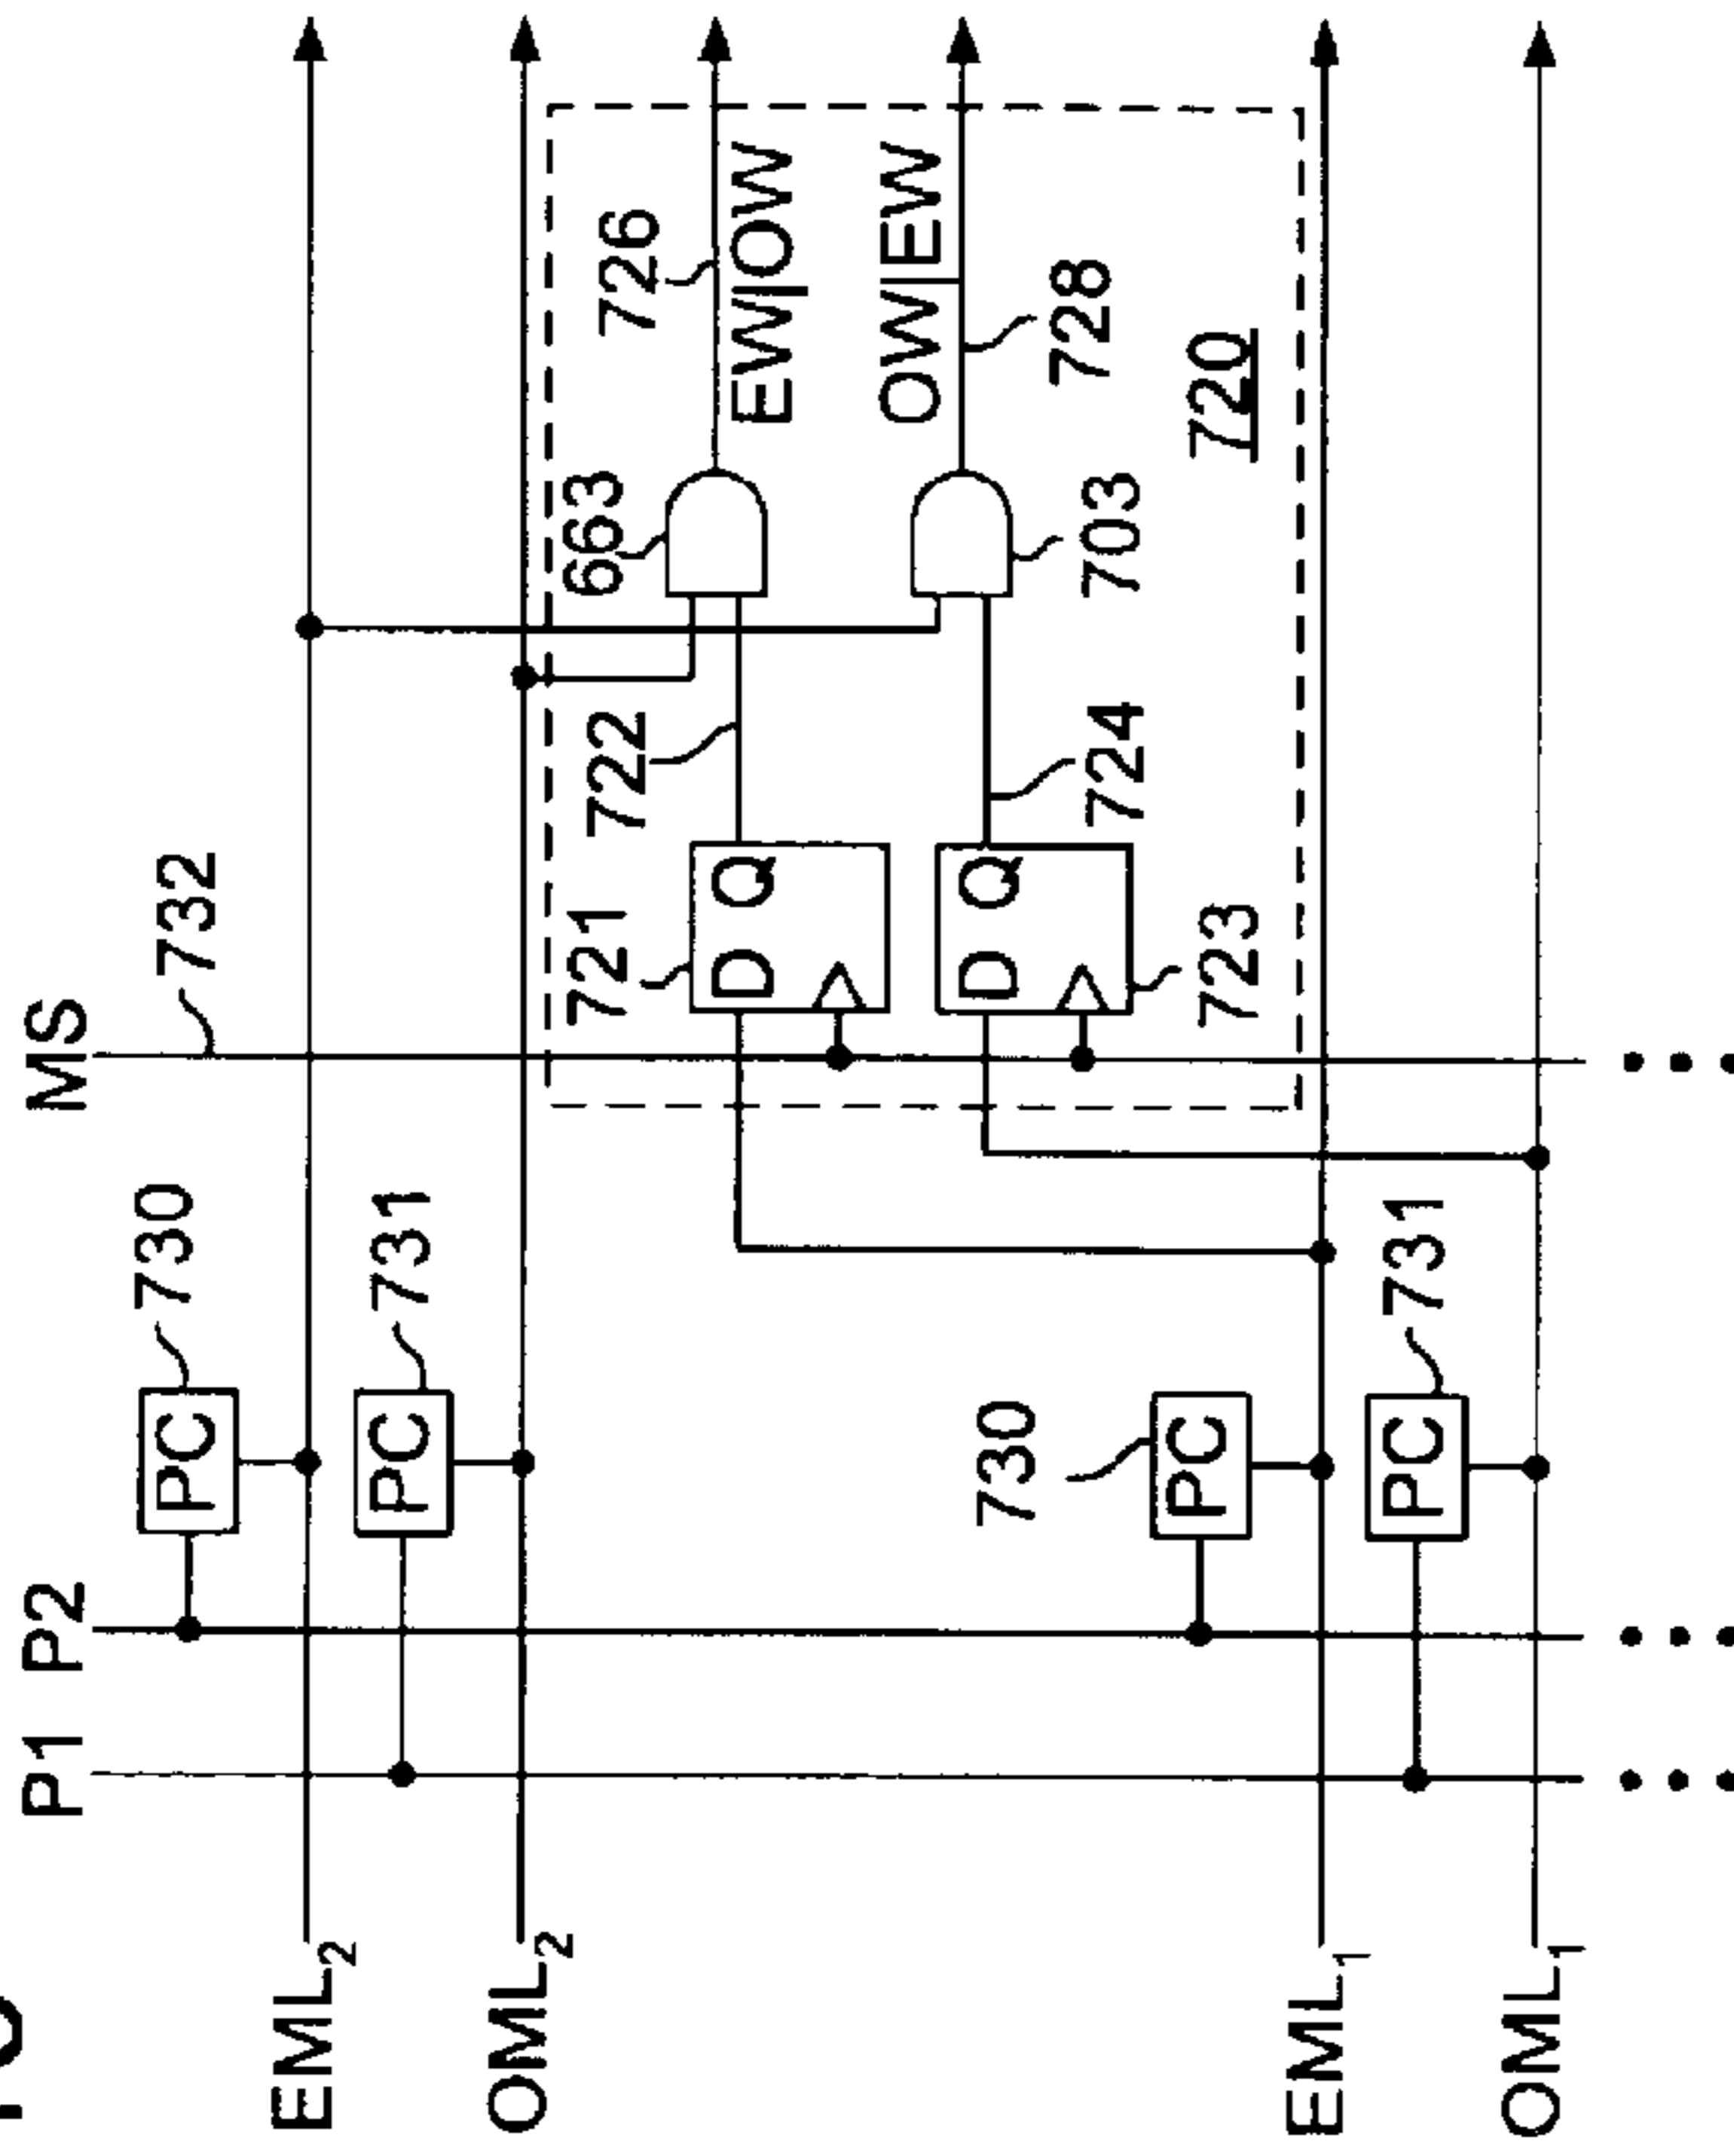 P1 P2 MS
PC 730 732
EML2
PC 731
OML2
721 722 663 726
D Q EW|OW
OW|EW
730 D Q
724 703 728
PC 723 720
EML1
PC 731
OML1